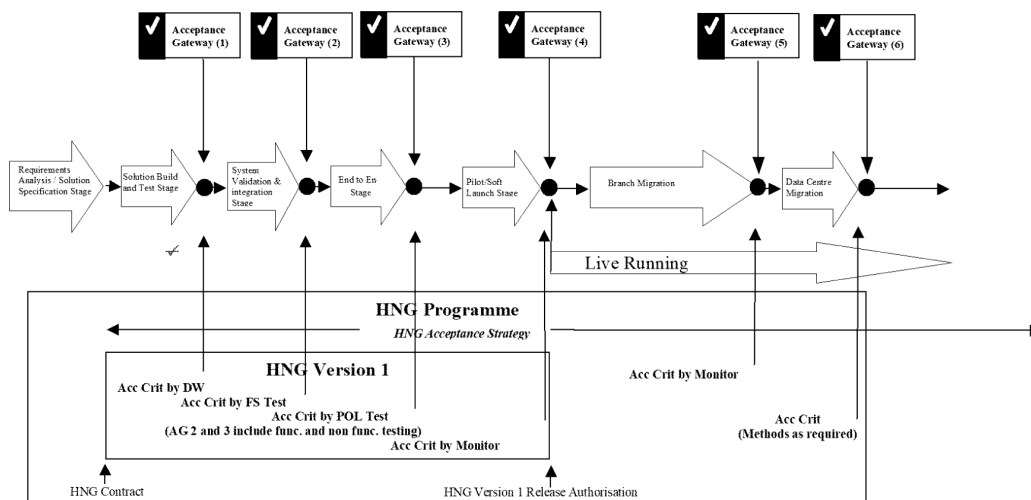 Acceptance
Gateway (1)
Acceptance
Gateway (2)
Acceptance
Gateway (3)
Acceptance
Gateway (4)
Acceptance
Gateway (5)
Acceptance
Gateway (6)
Requirements
Analysis / Solution
Specification Stage
Solution Build
and Test Stage
System
Validation &
integration
Stage
End to En
Stage
Pilot/Soft
Launch Stage
Branch Migration
Data Centre
Migration
Live Running
HNG Programme
HNG Acceptance Strategy
HNG Version 1
Acc Crit by DW
Acc Crit by FS Test
Acc Crit by POL Test
(AG 2 and 3 include func. and non func. testing)
Acc Crit by Monitor
Acc Crit by Monitor
Acc Crit
(Methods as required)
HNG Contract
HNG Version 1 Release Authorisation